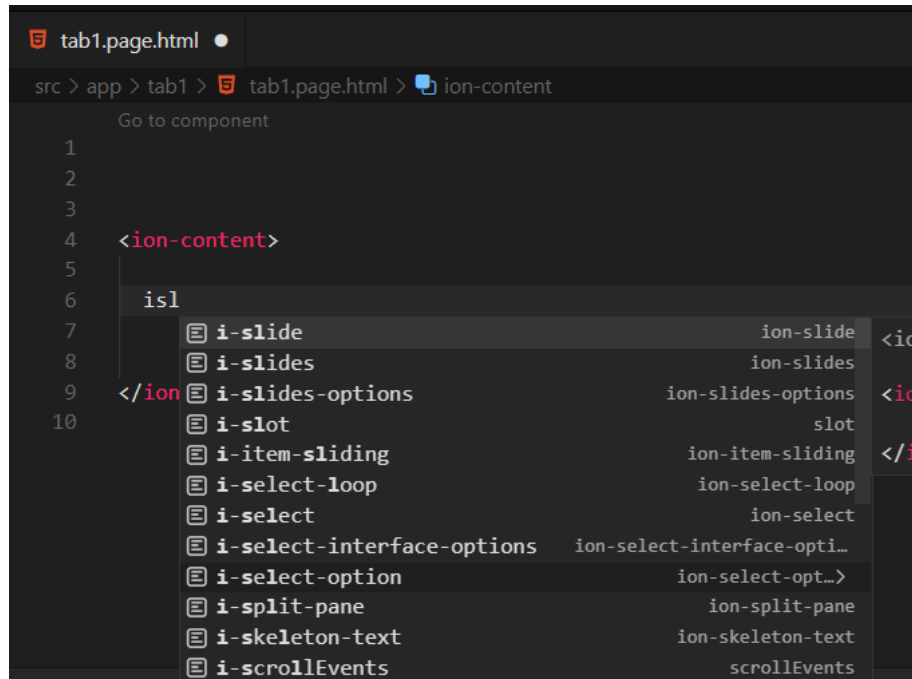 tab1.page.html
src > app > tab1 > tab1.page.html > ion-content
Go to component
1
2
3
4 <ion-content>
5
6 isl
7 i-slide ion-slide <io
8 i-slides ion-slides
9 </ion i-slides-options ion-slides-options <io
10 i-slot slot
i-item-sliding ion-item-sliding </i
i-select-loop ion-select-loop
i-select ion-select
i-select-interface-options ion-select-interface-opti…
i-select-option ion-select-opt…>
i-split-pane ion-split-pane
i-skeleton-text ion-skeleton-text
i-scrollEvents scrollEvents